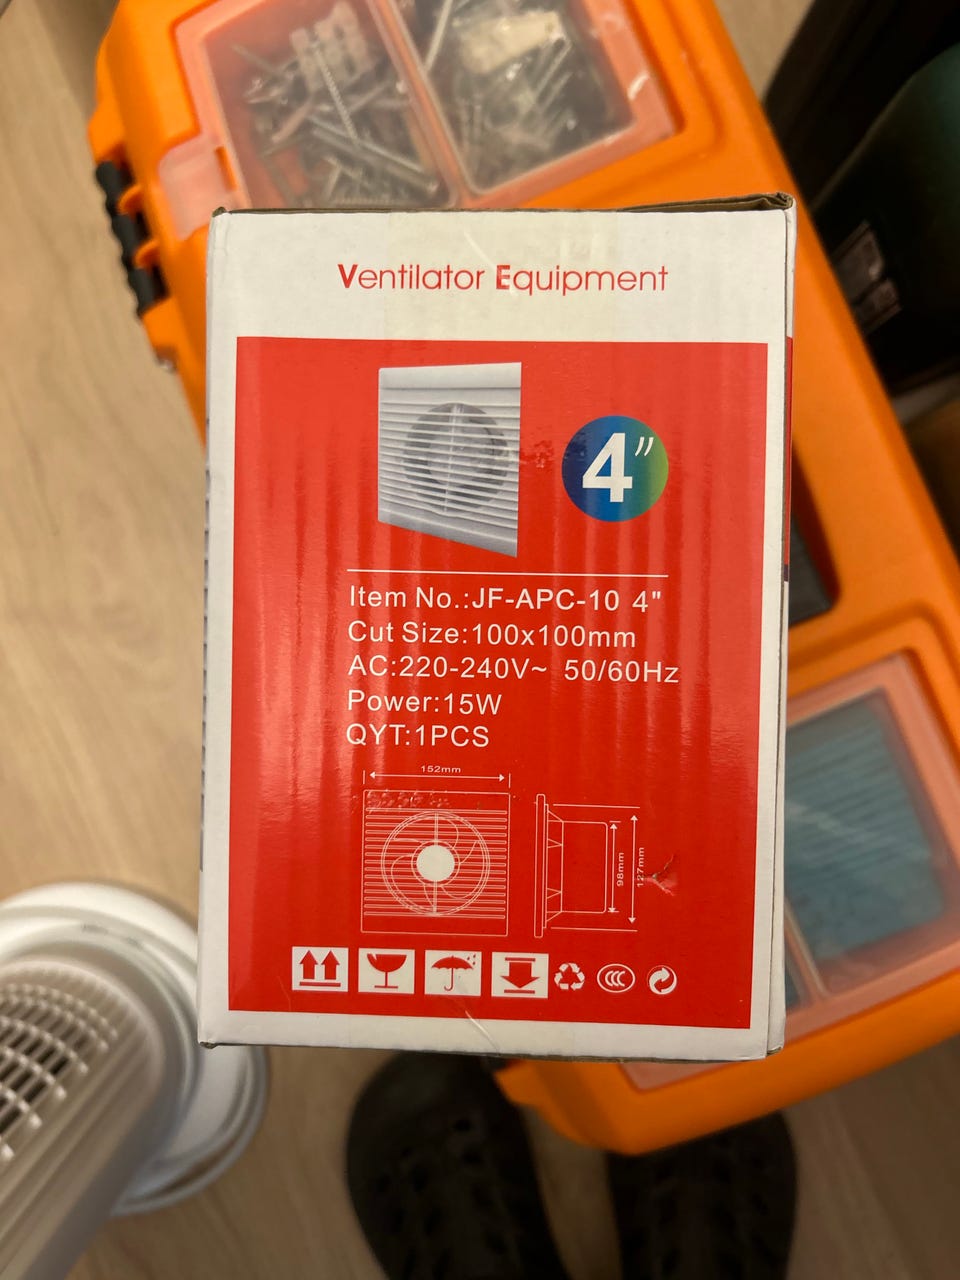 Ventilator Equipment
4"
Item No.:JF-APC-10 4"
Cut Size:100x100mm
AC:220-240V~ 50/60Hz
Power:15W
QYT:1PCS
152mm
98mm
127mm
CCC